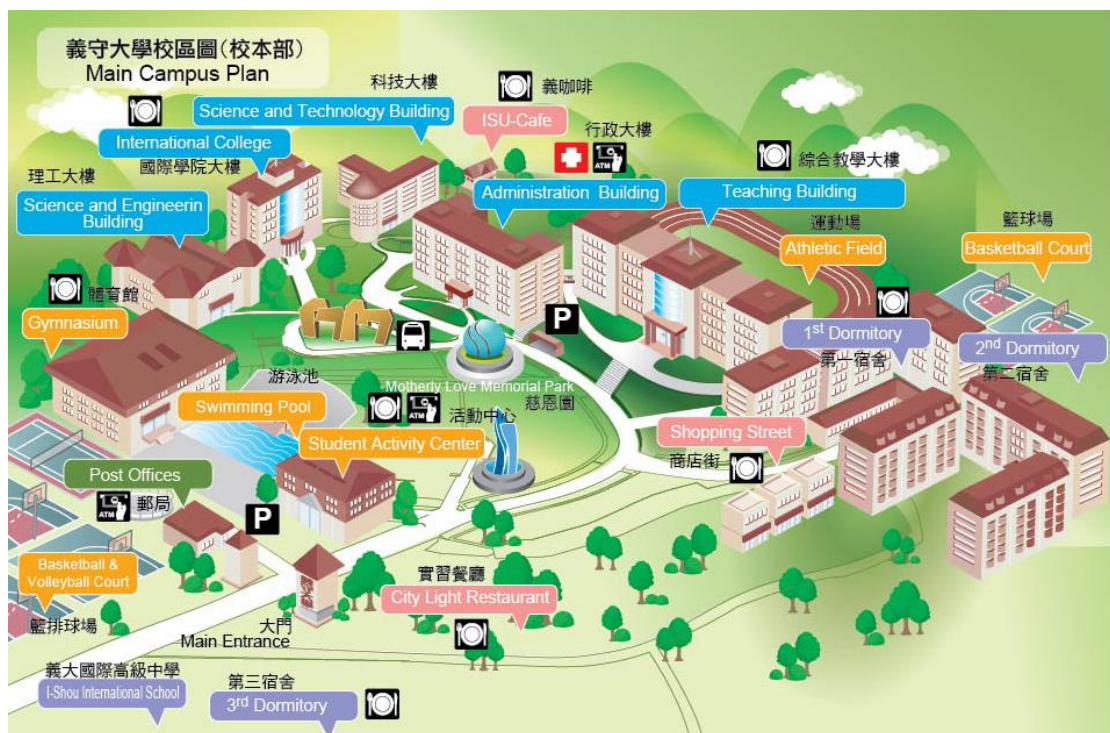 義守大學校區圖(校本部)
Main Campus Plan
科技大樓
Science and Technology Building
義咖啡
ISU-Cafe
International College
國際學院大樓
行政大樓
ATM
Administration Building
綜合教學大樓
Teaching Building
理工大樓
Science and Engineerin
Building
運動場
Athletic Field
籃球場
Basketball Court
體育館
Gymnasium
P
1st Dormitory
第一宿舍
2nd Dormitory
第二宿舍
游泳池
Swimming Pool
Motherly Love Memorial Park
慈恩園
ATM
活動中心
Student Activity Center
Shopping Street
商店街
Post Offices
ATM
郵局
P
Basketball &
Volleyball Court
籃排球場
大門
Main Entrance
實習餐廳
City Light Restaurant
義大國際高級中學
I-Shou International School
第三宿舍
3rd Dormitory